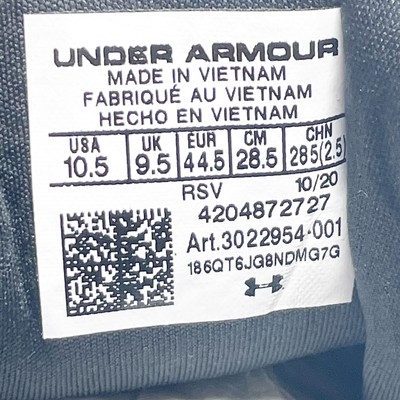 UNDER ARMOUR
MADE IN VIETNAM
FABRIQUÉ AU VIETNAM
HECHO EN VIETNAM
USA UK EUR CM CHN
10.5 9.5 44.5 28.5 285(2.5)
RSV 10/20
4204872727
Art.3022954-001
186QT6JG8NDMG7G